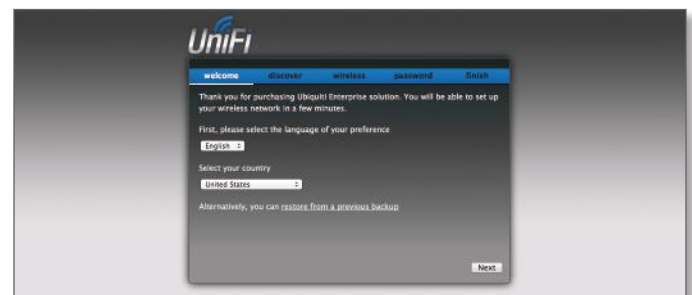 UniFi
welcome discover wireless password finish
Thank you for purchasing Ubiquiti Enterprise solution. You will be able to set up
your wireless network in a few minutes.
First, please select the language of your preference
English
Select your country
United States
Alternatively, you can restore from a previous backup
Next